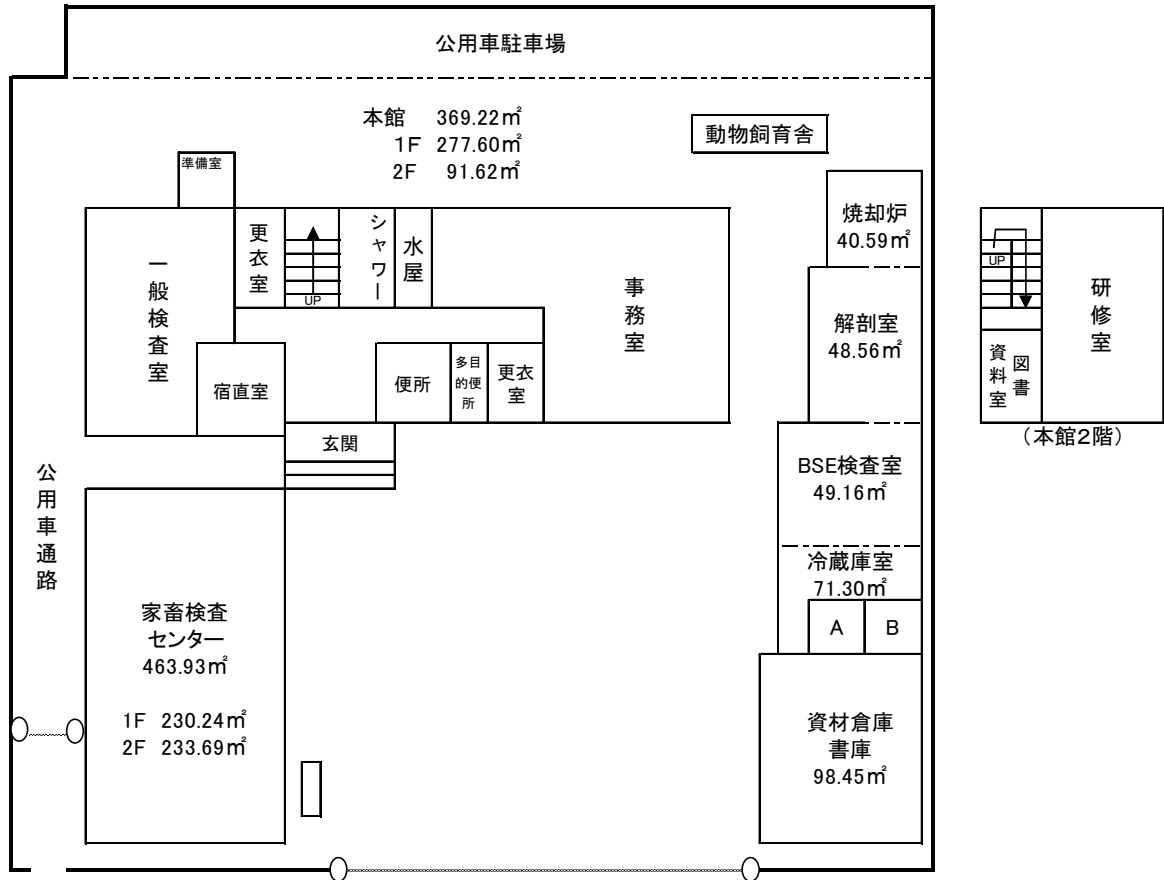 公用車駐車場
本館 369.22㎡
1F 277.60㎡
2F 91.62㎡
動物飼育舎
準備室
一般検査室
更衣室
UP
シャワー
水屋
事務室
宿直室
便所
多目的便所
更衣室
玄関
焼却炉
40.59㎡
解剖室
48.56㎡
BSE検査室
49.16㎡
冷蔵庫室
71.30㎡
A
B
資材倉庫
書庫
98.45㎡
公用車通路
家畜検査
センター
463.93㎡
1F 230.24㎡
2F 233.69㎡
UP
研修室
図書
資料室
（本館2階）